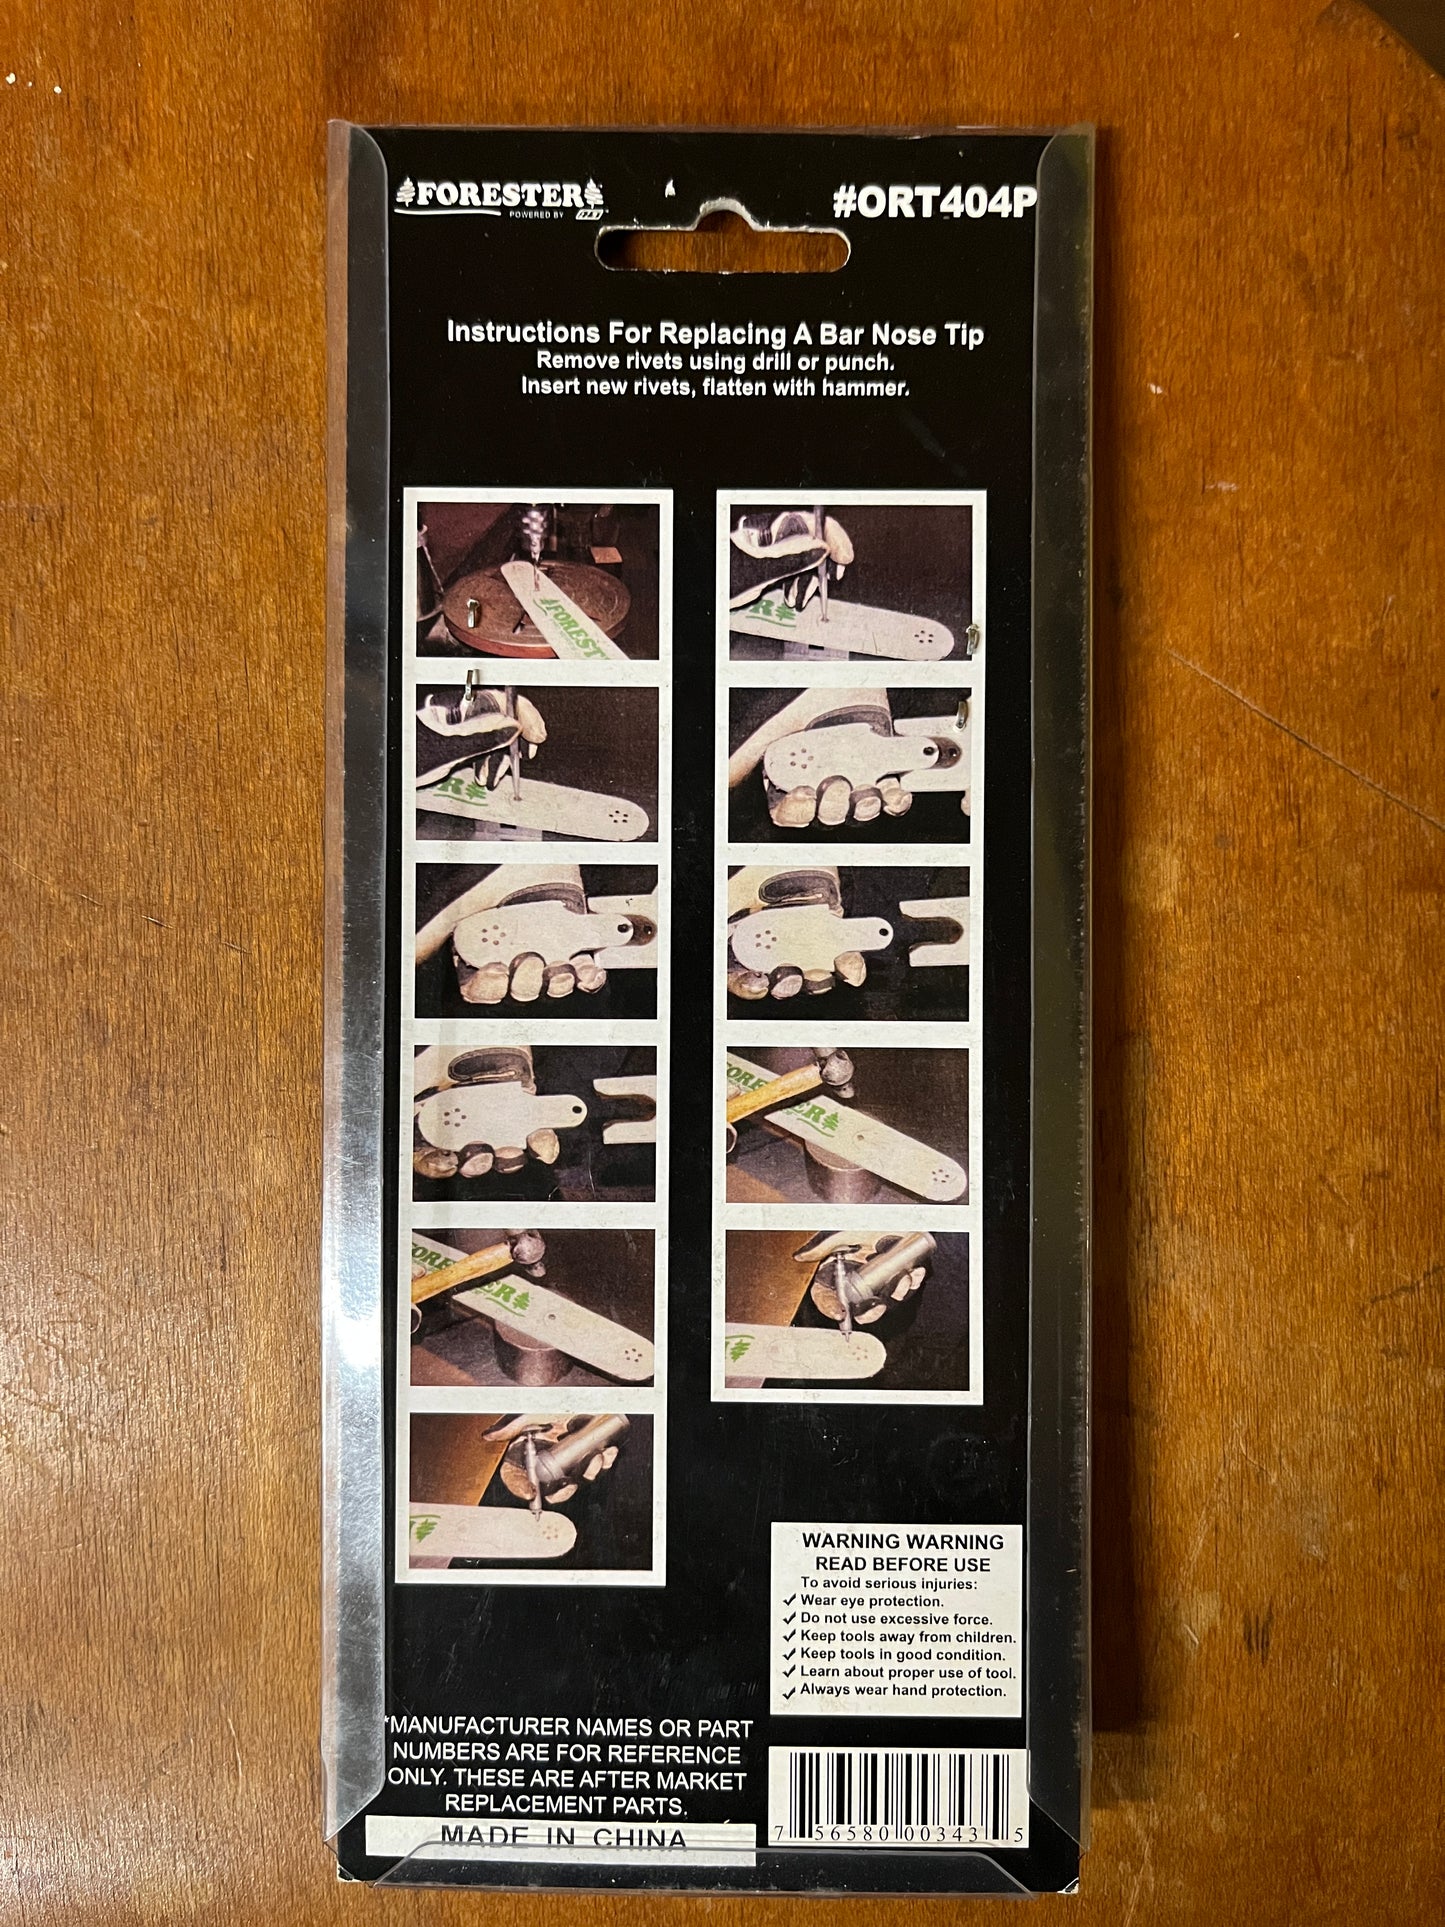 FORESTER
POWERED BY
#ORT404P
Instructions For Replacing A Bar Nose Tip
Remove rivets using drill or punch.
Insert new rivets, flatten with hammer.
WARNING WARNING
READ BEFORE USE
To avoid serious injuries:
Wear eye protection.
Do not use excessive force.
Keep tools away from children.
Keep tools in good condition.
Learn about proper use of tool.
Always wear hand protection.
*MANUFACTURER NAMES OR PART
NUMBERS ARE FOR REFERENCE
ONLY. THESE ARE AFTER MARKET
REPLACEMENT PARTS.
MADE IN CHINA
7 56580 00343 5